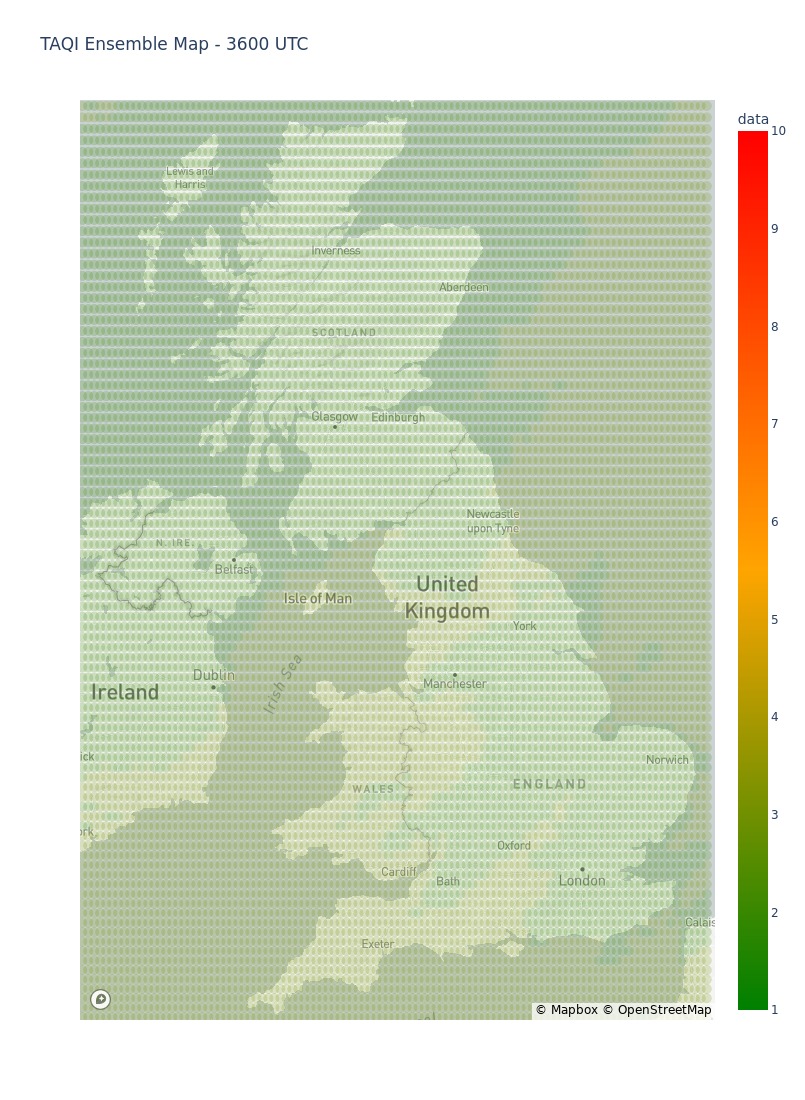 TAQI Ensemble Map - 3600 UTC
data
10
9
8
7
6
5
4
3
2
1
Lewis and
Harris
Inverness
Aberdeen
SCOTLAND
Glasgow
Edinburgh
Newcastle
upon Tyne
N. IRE.
Belfast
Isle of Man
United
Kingdom
York
Irish Sea
Dublin
Manchester
Ireland
ick
Norwich
WALES
ENGLAND
ork
Oxford
Cardiff
Bath
London
Calais
Exeter
© Mapbox © OpenStreetMap